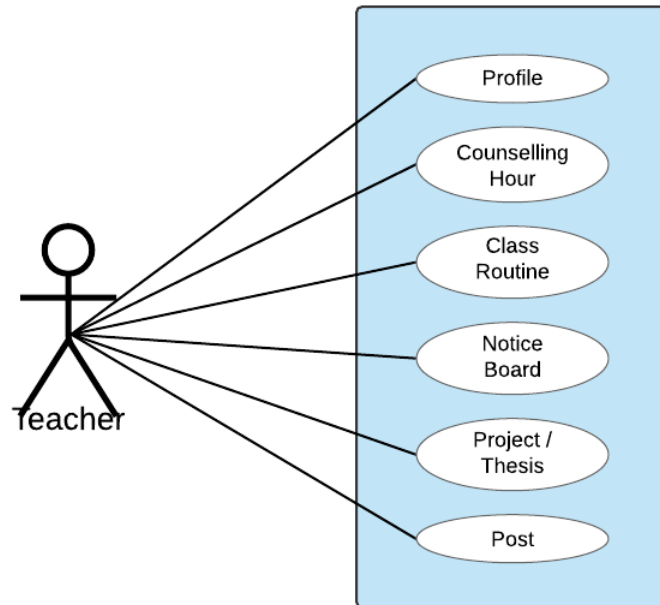 Profile
Counselling
Hour
Class
Routine
Notice
Board
Project /
Thesis
Post
Teacher